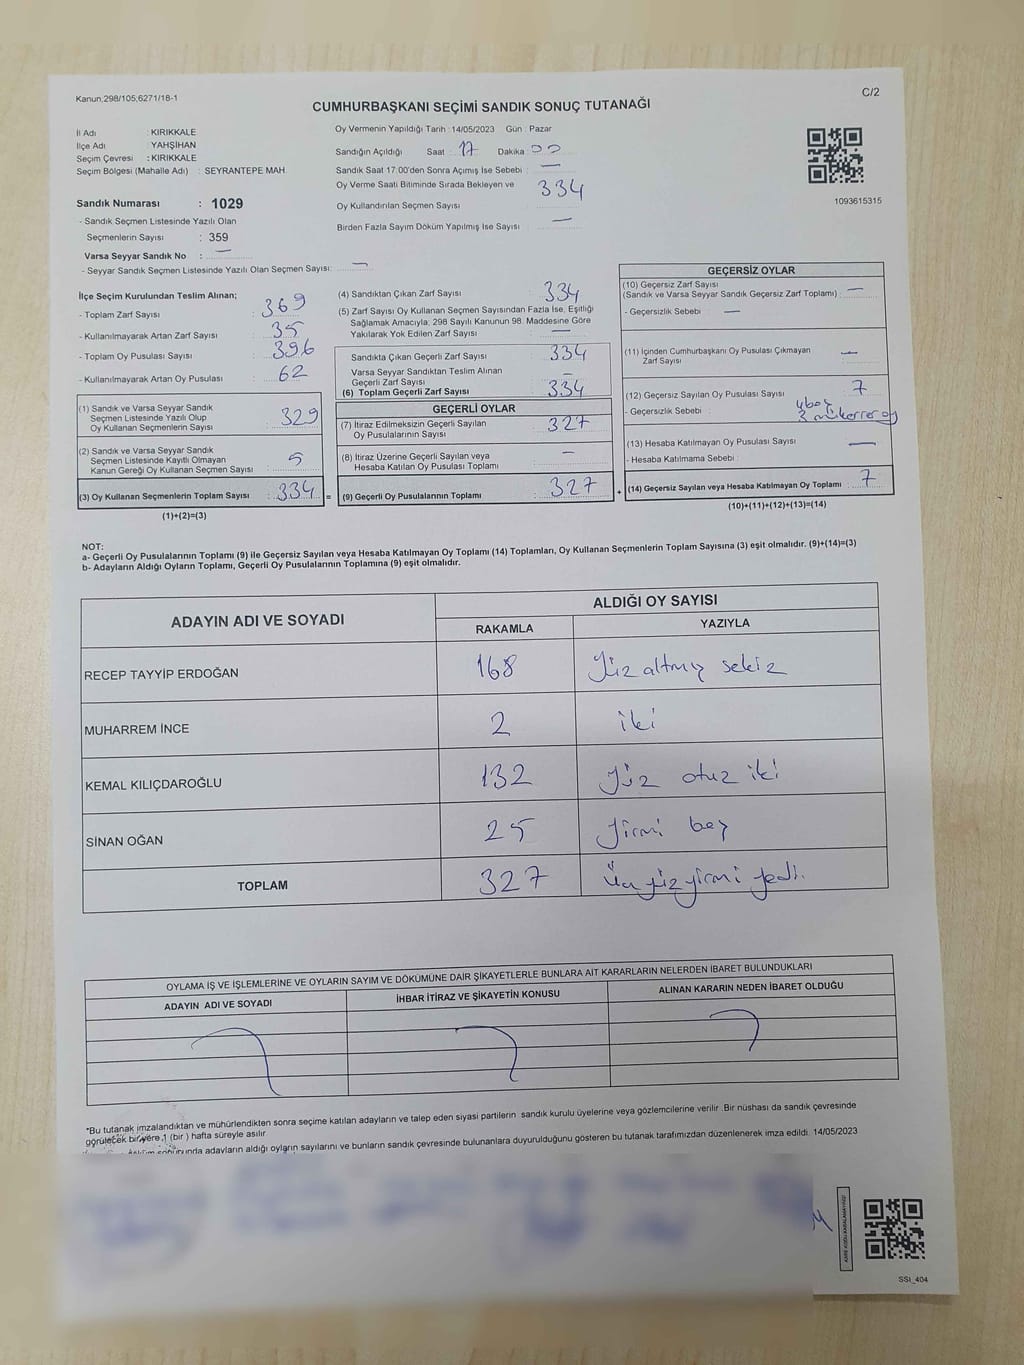 Kanun,298/105;6271/18-1
C/2
CUMHURBAŞKANI SEÇİMİ SANDIK SONUÇ TUTANAĞI
İl Adı : KIRIKKALE
İlçe Adı : YAHŞİHAN
Seçim Çevresi : KIRIKKALE
Seçim Bölgesi (Mahalle Adı) : SEYRANTEPE MAH.
Sandık Numarası : 1029
- Sandık Seçmen Listesinde Yazılı Olan
Seçmenlerin Sayısı : 359
Varsa Seyyar Sandık No : —
- Seyyar Sandık Seçmen Listesinde Yazılı Olan Seçmen Sayısı: —
Oy Vermenin Yapıldığı Tarih : 14/05/2023 Gün : Pazar
Sandığın Açıldığı Saat : 17 Dakika : 00
Sandık Saat 17:00'den Sonra Açımış İse Sebebi : —
Oy Verme Saati Bitiminde Sırada Bekleyen ve
Oy Kullandırılan Seçmen Sayısı : 334
Birden Fazla Sayım Döküm Yapılmış İse Sayısı : —
1093615315
İlçe Seçim Kurulundan Teslim Alınan;
- Toplam Zarf Sayısı : 369
- Kullanılmayarak Artan Zarf Sayısı : 35
- Toplam Oy Pusulası Sayısı : 396
- Kullanılmayarak Artan Oy Pusulası : 62
(1) Sandık ve Varsa Seyyar Sandık
Seçmen Listesinde Yazılı Olup
Oy Kullanan Seçmenlerin Sayısı : 329
(2) Sandık ve Varsa Seyyar Sandık
Seçmen Listesinde Kayıtlı Olmayan
Kanun Gereği Oy Kullanan Seçmen Sayısı : 5
(3) Oy Kullanan Seçmenlerin Toplam Sayısı : 334 =
(1)+(2)=(3)
(4) Sandıktan Çıkan Zarf Sayısı : 334
(5) Zarf Sayısı Oy Kullanan Seçmen Sayısından Fazla İse, Eşitliği
Sağlamak Amacıyla; 298 Sayılı Kanunun 98. Maddesine Göre
Yakılarak Yok Edilen Zarf Sayısı : —
Sandıkta Çıkan Geçerli Zarf Sayısı : 334
Varsa Seyyar Sandıktan Teslim Alınan
Geçerli Zarf Sayısı : —
(6) Toplam Geçerli Zarf Sayısı : 334
GEÇERLİ OYLAR
(7) İtiraz Edilmeksizin Geçerli Sayılan
Oy Pusulalarının Sayısı : 327
(8) İtiraz Üzerine Geçerli Sayılan veya
Hesaba Katılan Oy Pusulası Toplamı : —
(9) Geçerli Oy Pusulalarının Toplamı : 327 +
GEÇERSİZ OYLAR
(10) Geçersiz Zarf Sayısı
(Sandık ve Varsa Seyyar Sandık Geçersiz Zarf Toplamı) : —
- Geçersizlik Sebebi : —
(11) İçinden Cumhurbaşkanı Oy Pusulası Çıkmayan
Zarf Sayısı : —
(12) Geçersiz Sayılan Oy Pusulası Sayısı : 7
- Geçersizlik Sebebi : 4 boş
3 mükerrer oy
(13) Hesaba Katılmayan Oy Pusulası Sayısı : —
- Hesaba Katılmama Sebebi :
(14) Geçersiz Sayılan veya Hesaba Katılmayan Oy Toplamı : 7
(10)+(11)+(12)+(13)=(14)
NOT:
a- Geçerli Oy Pusulalarının Toplamı (9) ile Geçersiz Sayılan veya Hesaba Katılmayan Oy Toplamı (14) Toplamları, Oy Kullanan Seçmenlerin Toplam Sayısına (3) eşit olmalıdır. (9)+(14)=(3)
b- Adayların Aldığı Oyların Toplamı, Geçerli Oy Pusulalarının Toplamına (9) eşit olmalıdır.
ADAYIN ADI VE SOYADI
ALDIĞI OY SAYISI
RAKAMLA YAZIYLA
RECEP TAYYİP ERDOĞAN 168 Yüz altmış sekiz
MUHARREM İNCE 2 iki
KEMAL KILIÇDAROĞLU 132 Yüz otuz iki
SİNAN OĞAN 25 Yirmi beş
TOPLAM 327 Üç yüz yirmi yedi.
OYLAMA İŞ VE İŞLEMLERİNE VE OYLARIN SAYIM VE DÖKÜMÜNE DAİR ŞİKAYETLERLE BUNLARA AİT KARARLARIN NELERDEN İBARET BULUNDUKLARI
ADAYIN ADI VE SOYADI İHBAR İTİRAZ VE ŞİKAYETİN KONUSU ALINAN KARARIN NEDEN İBARET OLDUĞU
*Bu tutanak imzalandıktan ve mühürlendikten sonra seçime katılan adayların ve talep eden siyasi partilerin sandık kurulu üyelerine veya gözlemcilerine verilir .Bir nüshası da sandık çevresinde
görülecek bir yere 1 (bir ) hafta süreyle asılır.
adayların aldığı oyların sayılarını ve bunların sandık çevresinde bulunanlara duyurulduğunu gösteren bu tutanak tarafımızdan düzenlenerek imza edildi. 14/05/2023
SSI_404